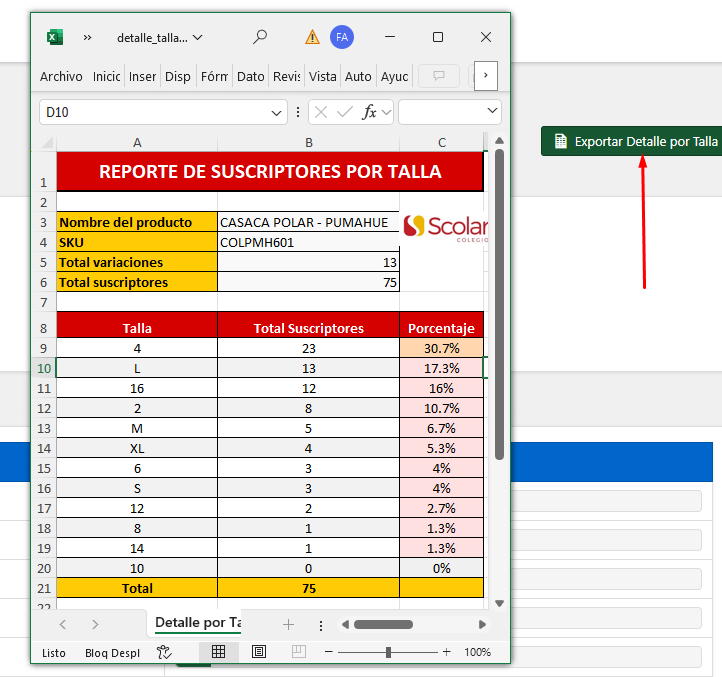 detalle_talla...
FA
Archivo Inicic Inser Disp Fórm Dato Revis Vista Auto Ayuc
D10
fx
A B C
1 REPORTE DE SUSCRIPTORES POR TALLA
2
3 Nombre del producto CASACA POLAR - PUMAHUE
Scolar
COLEGIO
4 SKU COLPMH601
5 Total variaciones 13
6 Total suscriptores 75
7
8 Talla Total Suscriptores Porcentaje
9 4 23 30.7%
10 L 13 17.3%
11 16 12 16%
12 2 8 10.7%
13 M 5 6.7%
14 XL 4 5.3%
15 6 3 4%
16 S 3 4%
17 12 2 2.7%
18 8 1 1.3%
19 14 1 1.3%
20 10 0 0%
21 Total 75
22
Detalle por Ta
Listo Bloq Despl 100%
Exportar Detalle por Talla